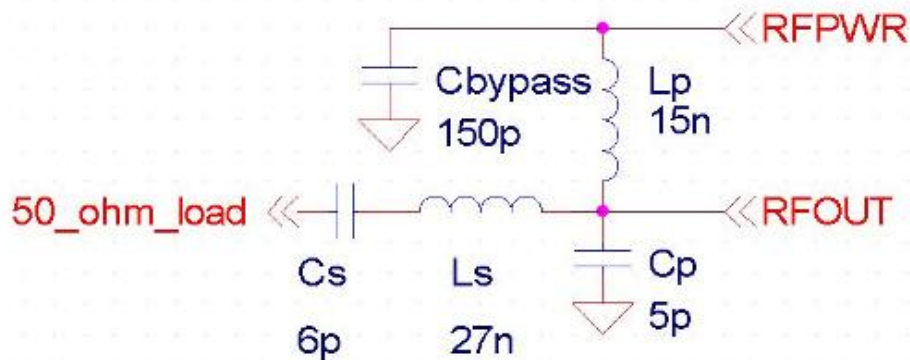 RFPWR
Cbypass
150p
Lp
15n
50_ohm_load
RFOUT
Cs
6p
Ls
27n
Cp
5p